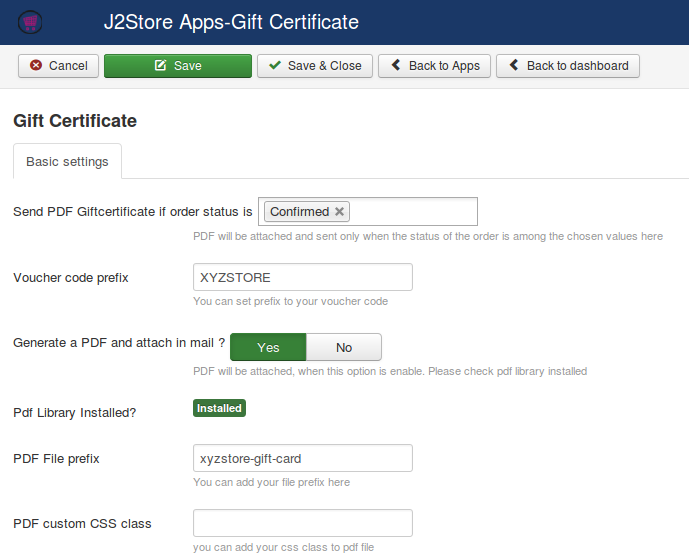 J2Store Apps-Gift Certificate
Cancel Save Save & Close Back to Apps Back to dashboard
Gift Certificate
Basic settings
Send PDF Giftcertificate if order status is Confirmed
PDF will be attached and sent only when the status of the order is among the chosen values here
Voucher code prefix XYZSTORE
You can set prefix to your voucher code
Generate a PDF and attach in mail ? Yes No
PDF will be attached, when this option is enable. Please check pdf library installed
Pdf Library Installed? Installed
PDF File prefix xyzstore-gift-card
You can add your file prefix here
PDF custom CSS class
you can add your css class to pdf file